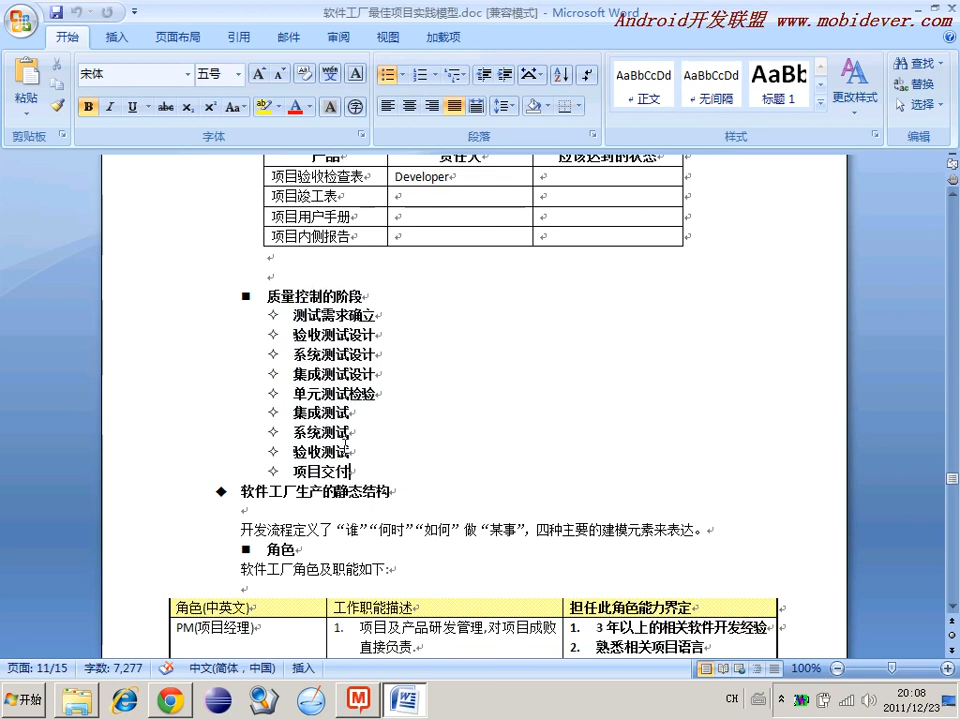 软件工厂最佳项目实践模型.doc [兼容模式] - Microsoft Word
Android开发联盟 www.mobidever.com
开始 插入 页面布局 引用 邮件 审阅 视图 加载项
宋体 五号 AaBbCcDd AaBbCcDd AaBb 查找
粘贴 正文 无间隔 标题 1 更改样式 替换
选择
剪贴板 字体 段落 样式 编辑
产品 责任人 应该达到的状态
项目验收检查表 Developer
项目竣工表
项目用户手册
项目内侧报告
■ 质量控制的阶段
✧ 测试需求确立
✧ 验收测试设计
✧ 系统测试设计
✧ 集成测试设计
✧ 单元测试检验
✧ 集成测试
✧ 系统测试
✧ 验收测试
✧ 项目交付
◆ 软件工厂生产的静态结构
开发流程定义了“谁”“何时”“如何”做“某事”，四种主要的建模元素来表达。
■ 角色
软件工厂角色及职能如下:
角色(中英文) 工作职能描述 担任此角色能力界定
PM(项目经理) 1. 项目及产品研发管理,对项目成败 1. 3年以上的相关软件开发经验
直接负责. 2. 熟悉相关项目语言
页面: 11/15 字数: 7,277 中文(简体，中国) 插入 100%
开始 CH 20:08
2011/12/23